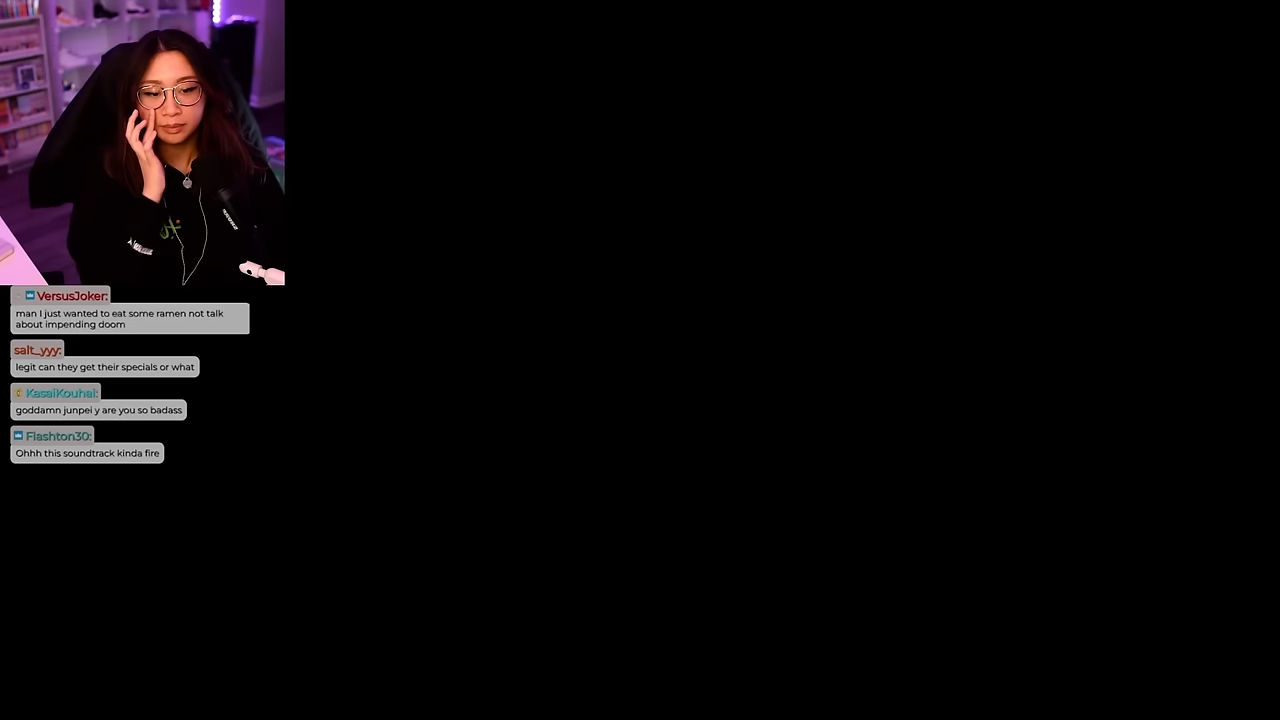 VersusJoker:
man I just wanted to eat some ramen not talk
about impending doom
salt_yyy:
legit can they get their specials or what
KasaiKouhai:
goddamn junpei y are you so badass
Flashton30:
Ohhh this soundtrack kinda fire